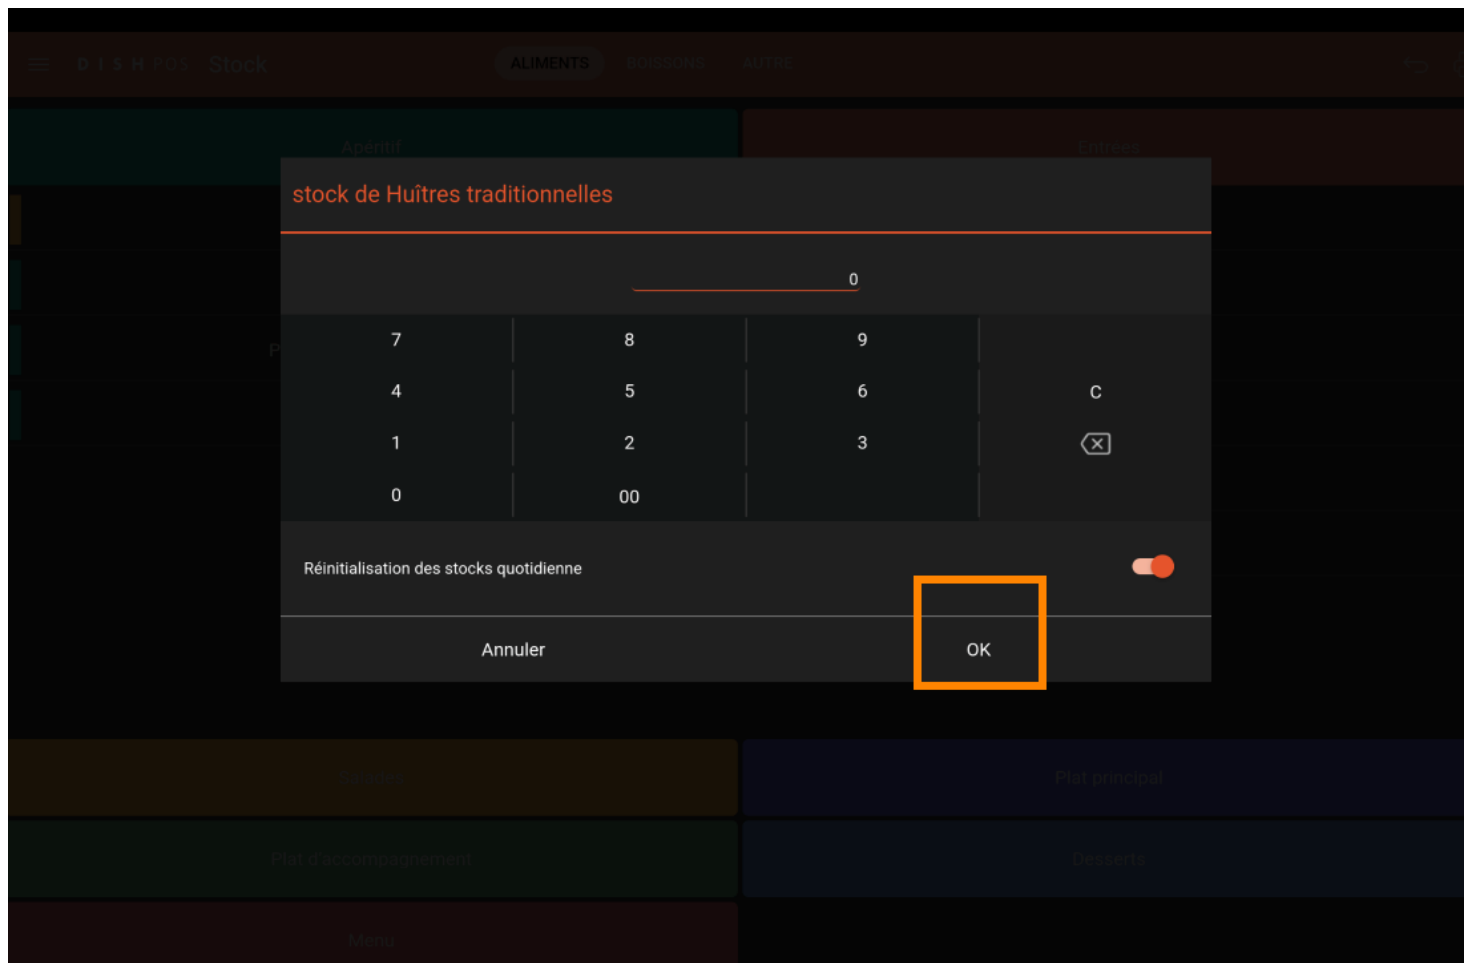 DISH POS Stock
ALIMENTS BOISSONS AUTRE
Apéritif
Entrées
stock de Huîtres traditionnelles
0
7 8 9
P
4 5 6 C
1 2 3
0 00
Réinitialisation des stocks quotidienne
Annuler OK
Plat principal
Plat d'accompagnement
Desserts
Menu